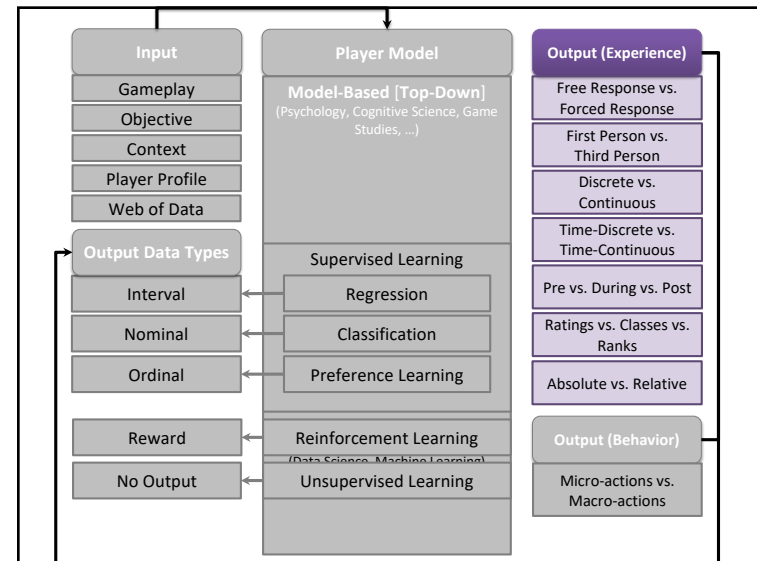 Input
Gameplay
Objective
Context
Player Profile
Web of Data
Output Data Types
Interval
Nominal
Ordinal
Reward
No Output
Player Model
Model-Based [Top-Down]
(Psychology, Cognitive Science, Game
Studies, …)
Supervised Learning
Regression
Classification
Preference Learning
Reinforcement Learning
(Data Science, Machine Learning)
Unsupervised Learning
Output (Experience)
Free Response vs.
Forced Response
First Person vs.
Third Person
Discrete vs.
Continuous
Time-Discrete vs.
Time-Continuous
Pre vs. During vs. Post
Ratings vs. Classes vs.
Ranks
Absolute vs. Relative
Output (Behavior)
Micro-actions vs.
Macro-actions